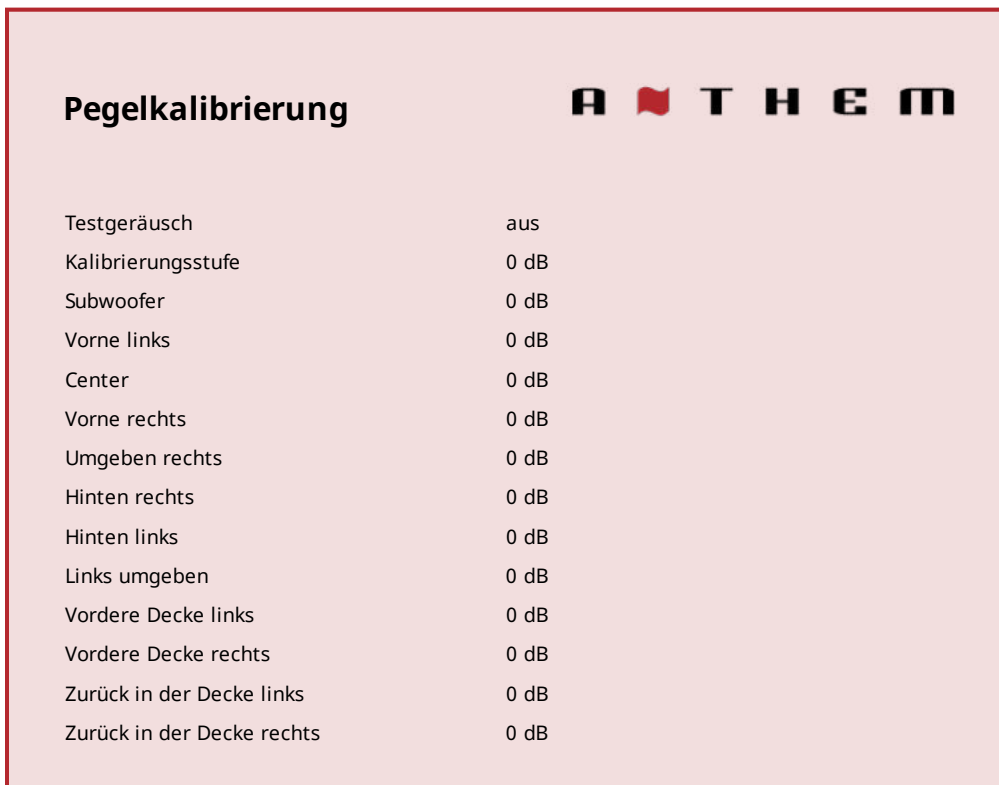 Pegelkalibrierung
ANTHEM
Testgeräusch aus
Kalibrierungsstufe 0 dB
Subwoofer 0 dB
Vorne links 0 dB
Center 0 dB
Vorne rechts 0 dB
Umgeben rechts 0 dB
Hinten rechts 0 dB
Hinten links 0 dB
Links umgeben 0 dB
Vordere Decke links 0 dB
Vordere Decke rechts 0 dB
Zurück in der Decke links 0 dB
Zurück in der Decke rechts 0 dB